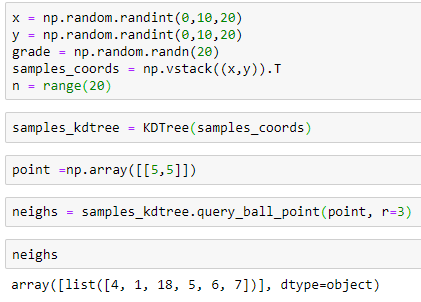 x = np.random.randint(0,10,20)
y = np.random.randint(0,10,20)
grade = np.random.randn(20)
samples_coords = np.vstack((x,y)).T
n = range(20)
samples_kdtree = KDTree(samples_coords)
point =np.array([[5,5]])
neighs = samples_kdtree.query_ball_point(point, r=3)
neighs
array([list([4, 1, 18, 5, 6, 7])], dtype=object)